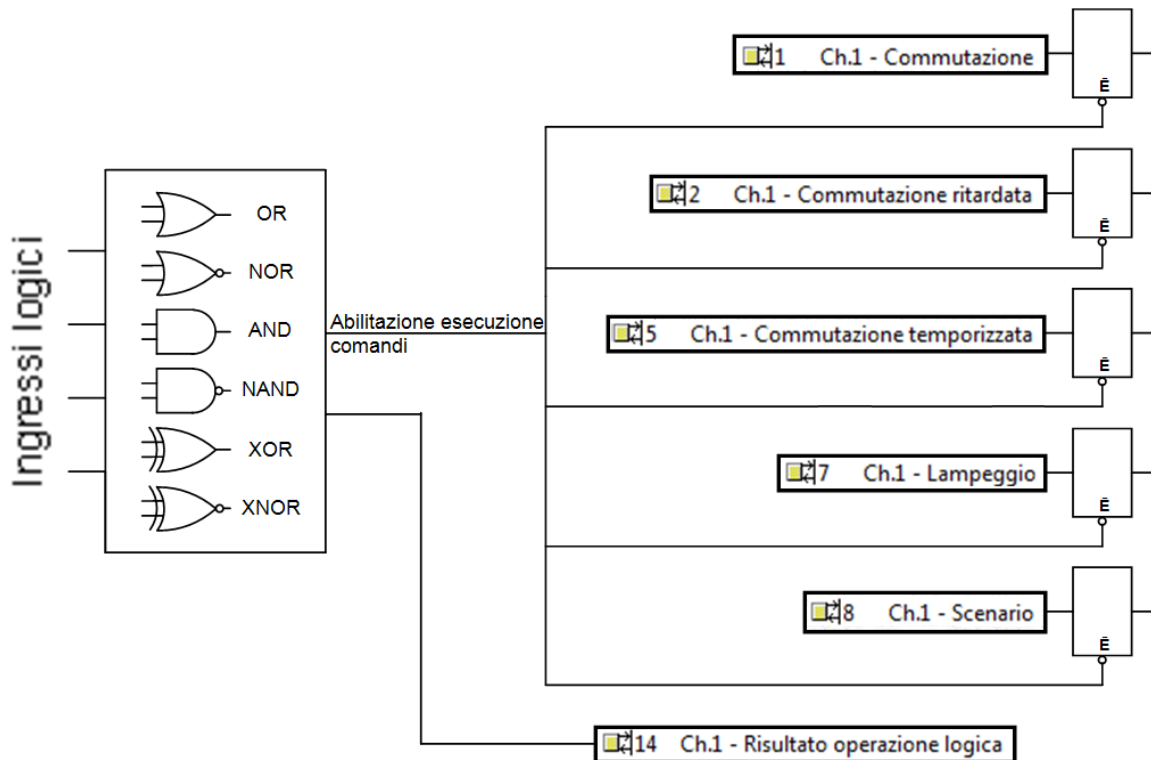 Ingressi logici
OR
NOR
AND
NAND
XOR
XNOR
Abilitazione esecuzione
comandi
1 Ch.1 - Commutazione
Ē
2 Ch.1 - Commutazione ritardata
Ē
5 Ch.1 - Commutazione temporizzata
Ē
7 Ch.1 - Lampeggio
Ē
8 Ch.1 - Scenario
Ē
14 Ch.1 - Risultato operazione logica